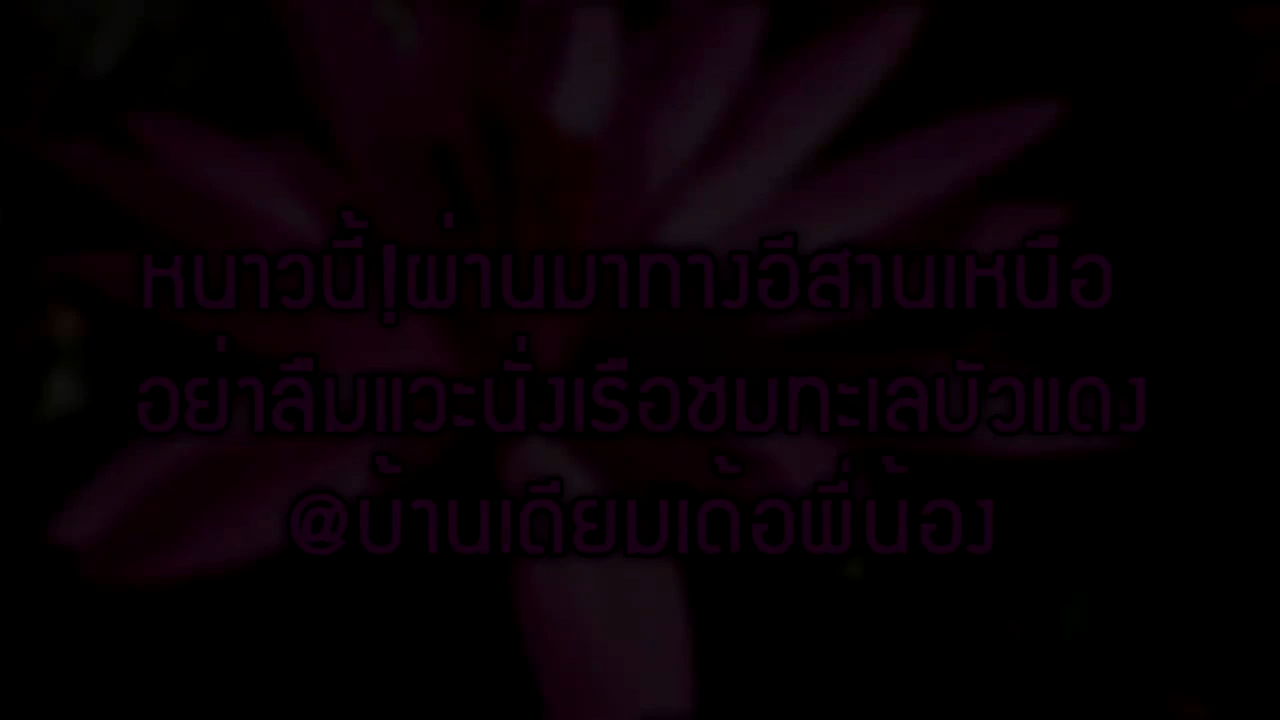 หนาวนี้!ผ่านมาทางอีสานเหนือ
อย่าลืมแวะนั่งเรือชมทะเลบัวแดง
@บ้านเดียมเด้อพี่น้อง